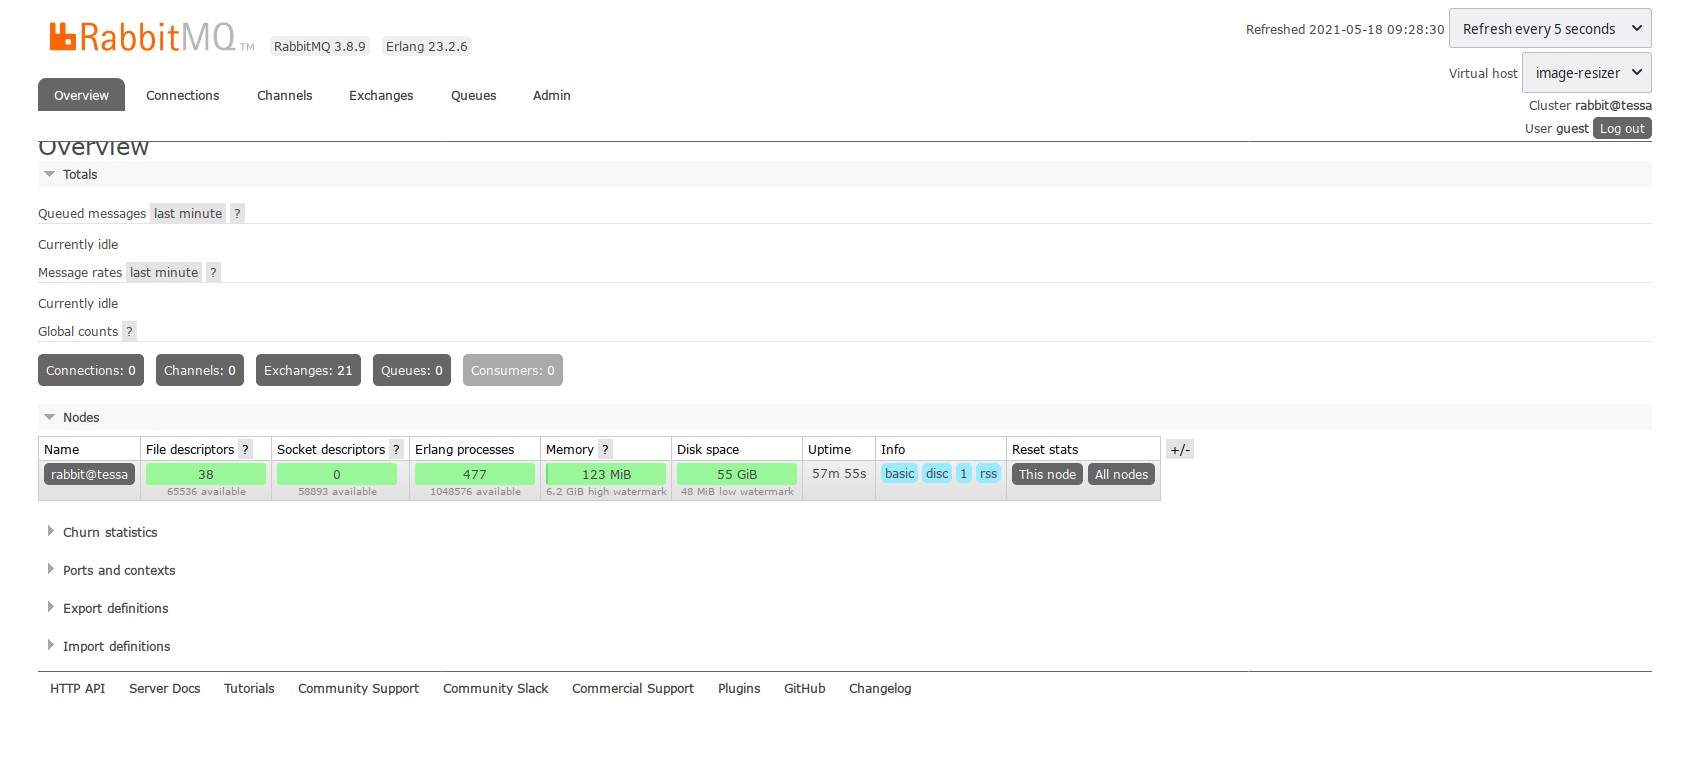 RabbitMQ TM RabbitMQ 3.8.9 Erlang 23.2.6
Refreshed 2021-05-18 09:28:30 Refresh every 5 seconds
Virtual host image-resizer
Cluster rabbit@tessa
User guest Log out
Overview Connections Channels Exchanges Queues Admin
Overview
Totals
Queued messages last minute ?
Currently idle
Message rates last minute ?
Currently idle
Global counts ?
Connections: 0 Channels: 0 Exchanges: 21 Queues: 0 Consumers: 0
Nodes
Name File descriptors ? Socket descriptors ? Erlang processes Memory ? Disk space Uptime Info Reset stats +/-
rabbit@tessa 38 0 477 123 MiB 55 GiB 57m 55s basic disc 1 rss This node All nodes
65536 available 58893 available 1048576 available 6.2 GiB high watermark 48 MiB low watermark
Churn statistics
Ports and contexts
Export definitions
Import definitions
HTTP API Server Docs Tutorials Community Support Community Slack Commercial Support Plugins GitHub Changelog